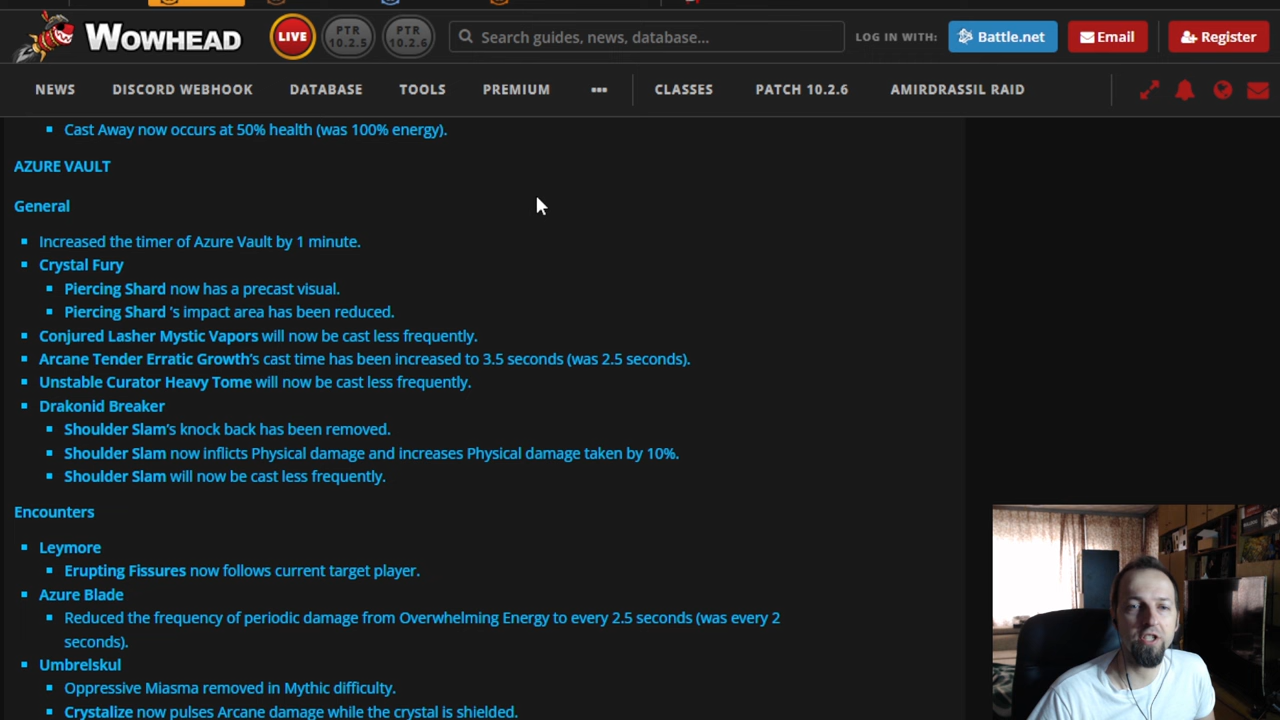 WOWHEAD
LIVE
PTR
10.2.5
PTR
10.2.6
Search guides, news, database...
LOG IN WITH:
Battle.net
Email
Register
NEWS
DISCORD WEBHOOK
DATABASE
TOOLS
PREMIUM
CLASSES
PATCH 10.2.6
AMIRDRASSIL RAID
Cast Away now occurs at 50% health (was 100% energy).
AZURE VAULT
General
Increased the timer of Azure Vault by 1 minute.
Crystal Fury
Piercing Shard now has a precast visual.
Piercing Shard 's impact area has been reduced.
Conjured Lasher Mystic Vapors will now be cast less frequently.
Arcane Tender Erratic Growth's cast time has been increased to 3.5 seconds (was 2.5 seconds).
Unstable Curator Heavy Tome will now be cast less frequently.
Drakonid Breaker
Shoulder Slam's knock back has been removed.
Shoulder Slam now inflicts Physical damage and increases Physical damage taken by 10%.
Shoulder Slam will now be cast less frequently.
Encounters
Leymore
Erupting Fissures now follows current target player.
Azure Blade
Reduced the frequency of periodic damage from Overwhelming Energy to every 2.5 seconds (was every 2
seconds).
Umbrelskul
Oppressive Miasma removed in Mythic difficulty.
Crystalize now pulses Arcane damage while the crystal is shielded.